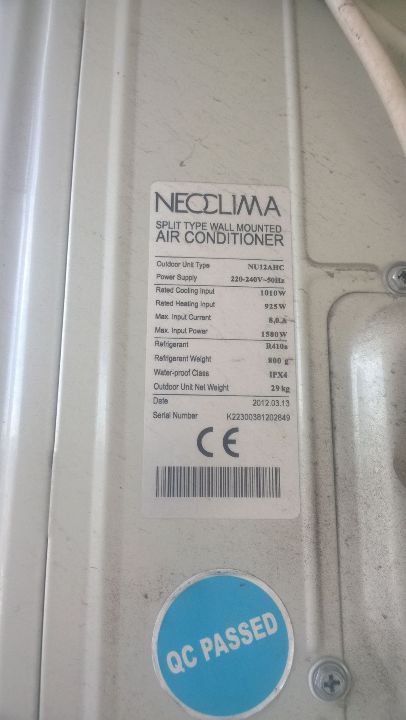 NEOCLIMA
SPLIT TYPE WALL MOUNTED
AIR CONDITIONER
Outdoor Unit Type NU12AHC
Power Supply 220-240V~50Hz
Rated Cooling Input 1010W
Rated Heating Input 925W
Max. Input Current 8,0.A
Max. Input Power 1580W
Refrigerant R410a
Refrigerant Weight 800 g
Water-proof Class IPX4
Outdoor Unit Net Weight 29 kg
Date 2012.03.13
Serial Number K22300381202849
CE
QC PASSED